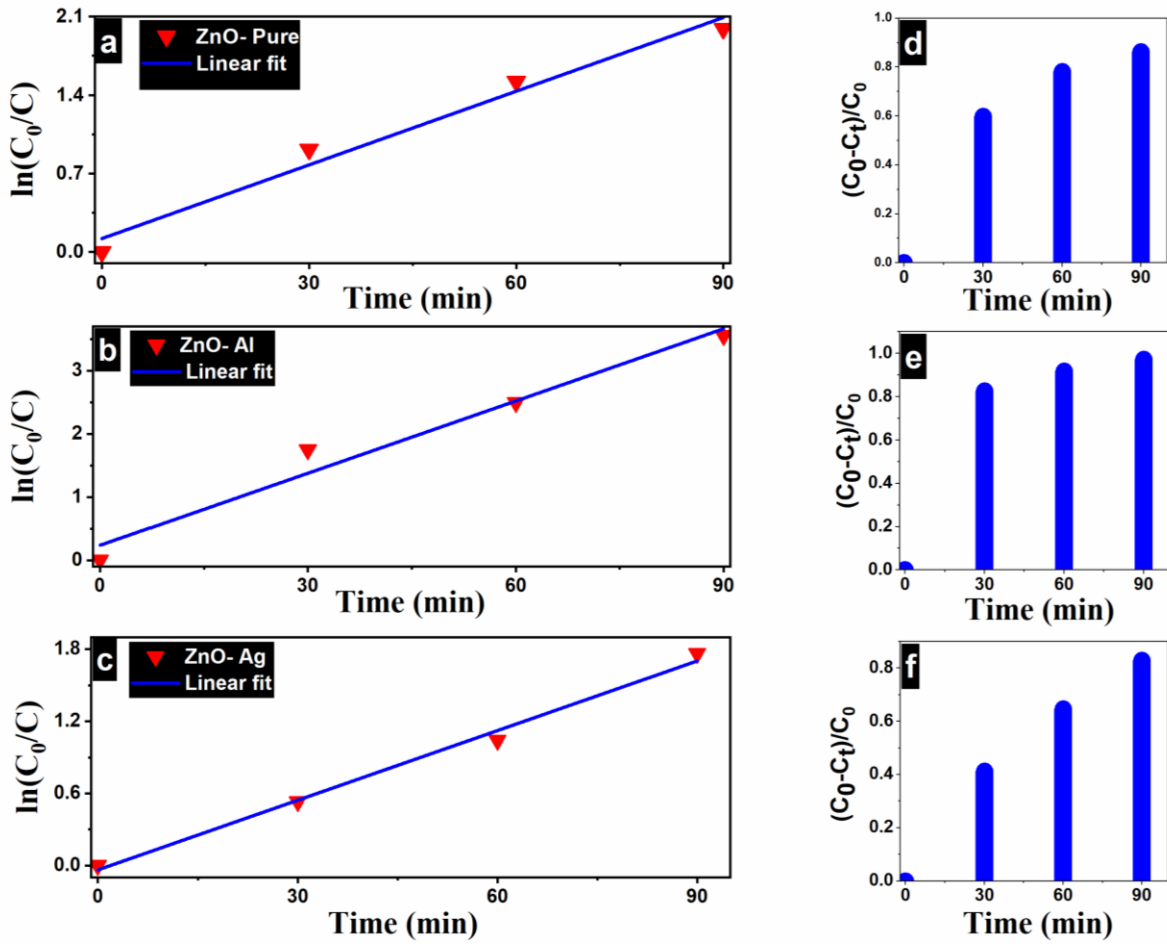 a
ZnO- Pure
Linear fit
ln(C₀/C)
2.1
1.4
0.7
0.0
0 30 60 90
Time (min)
d
(C₀-Cₜ)/C₀
1.0
0.8
0.6
0.4
0.2
0.0
0 30 60 90
Time (min)
b
ZnO- Al
Linear fit
ln(C₀/C)
3
2
1
0
0 30 60 90
Time (min)
e
(C₀-Cₜ)/C₀
1.0
0.8
0.6
0.4
0.2
0.0
0 30 60 90
Time (min)
c
ZnO- Ag
Linear fit
ln(C₀/C)
1.8
1.2
0.6
0.0
0 30 60 90
Time (min)
f
(C₀-Cₜ)/C₀
0.8
0.6
0.4
0.2
0.0
0 30 60 90
Time (min)